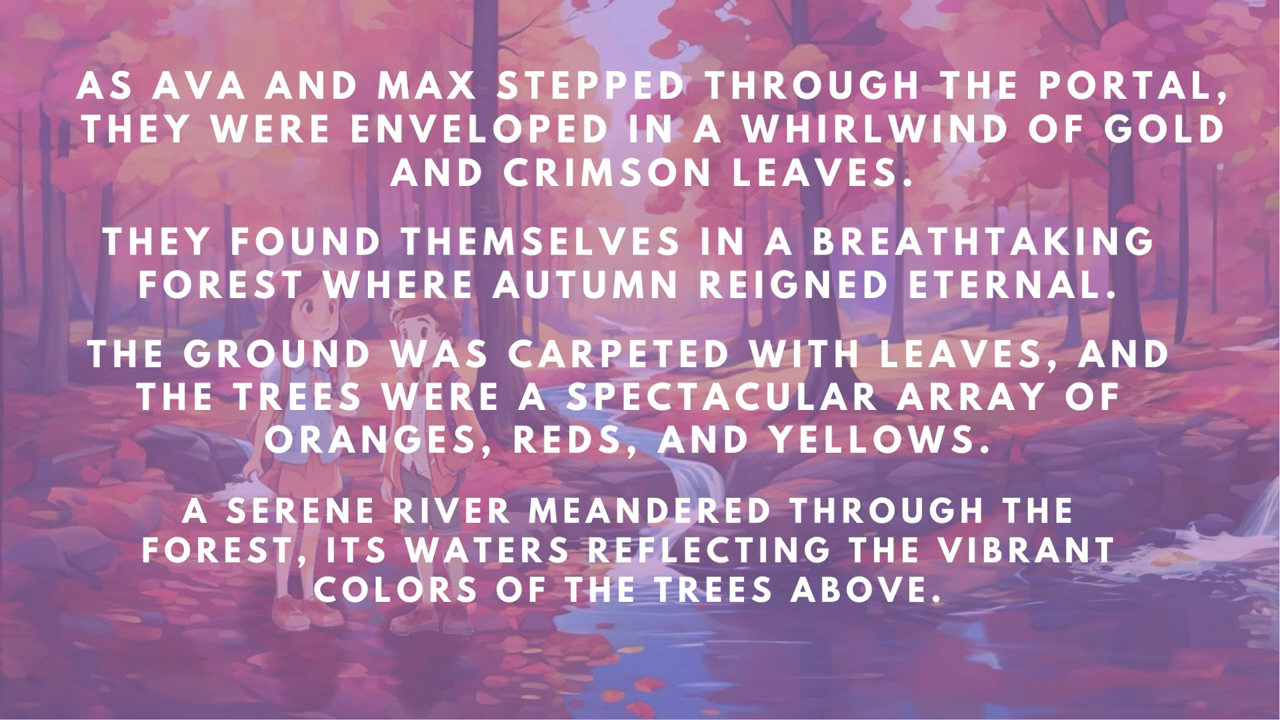 AS AVA AND MAX STEPPED THROUGH THE PORTAL,
THEY WERE ENVELOPED IN A WHIRLWIND OF GOLD
AND CRIMSON LEAVES.
THEY FOUND THEMSELVES IN A BREATHTAKING
FOREST WHERE AUTUMN REIGNED ETERNAL.
THE GROUND WAS CARPETED WITH LEAVES, AND
THE TREES WERE A SPECTACULAR ARRAY OF
ORANGES, REDS, AND YELLOWS.
A SERENE RIVER MEANDERED THROUGH THE
FOREST, ITS WATERS REFLECTING THE VIBRANT
COLORS OF THE TREES ABOVE.